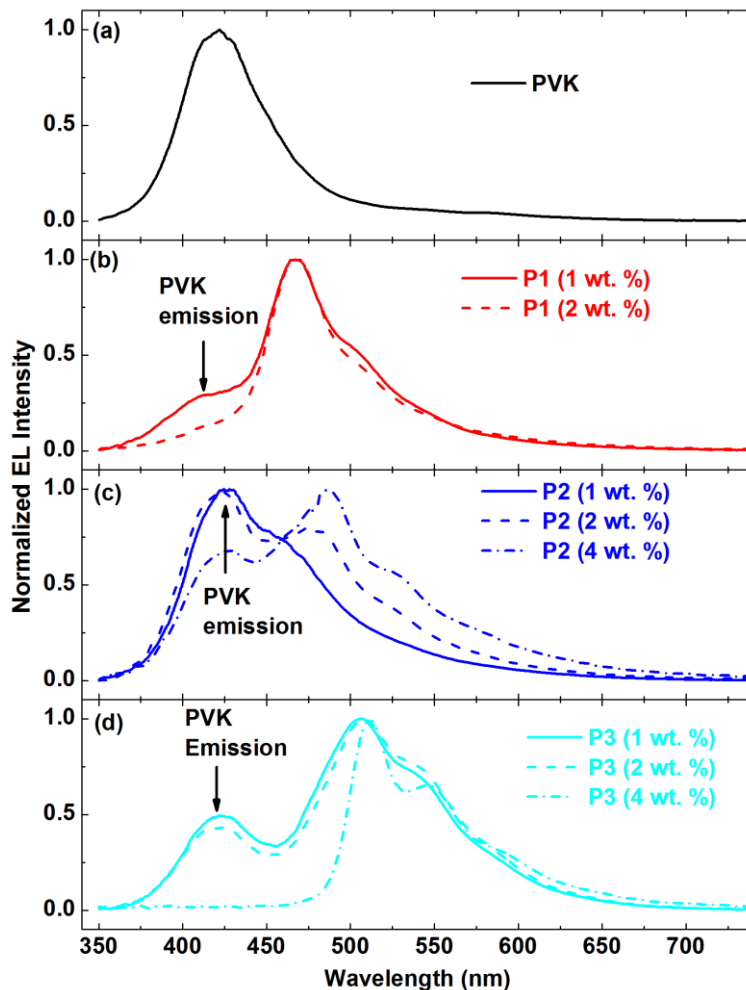 Normalized EL Intensity
(a)
PVK
1.0
0.5
0.0
(b)
PVK
emission
P1 (1 wt. %)
P1 (2 wt. %)
1.0
0.5
0.0
(c)
P2 (1 wt. %)
P2 (2 wt. %)
P2 (4 wt. %)
PVK
emission
1.0
0.5
0.0
(d)
PVK
Emission
P3 (1 wt. %)
P3 (2 wt. %)
P3 (4 wt. %)
1.0
0.5
0.0
350 400 450 500 550 600 650 700
Wavelength (nm)